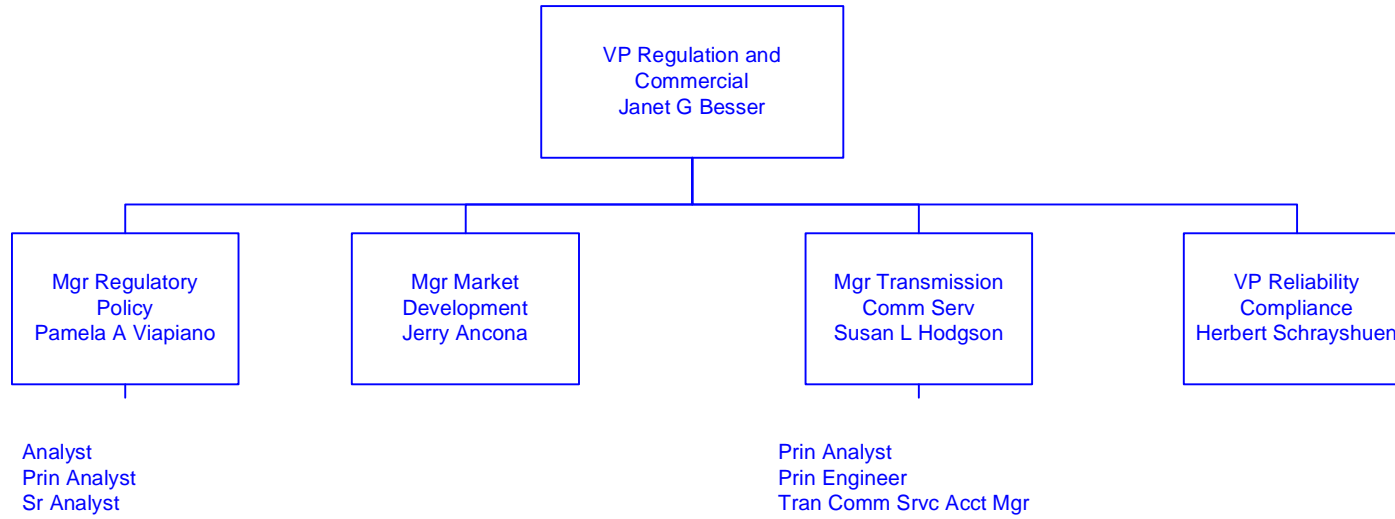 VP Regulation and
Commercial
Janet G Besser
Mgr Regulatory
Policy
Pamela A Viapiano
Mgr Market
Development
Jerry Ancona
Mgr Transmission
Comm Serv
Susan L Hodgson
VP Reliability
Compliance
Herbert Schrayshuen
Analyst
Prin Analyst
Sr Analyst
Prin Analyst
Prin Engineer
Tran Comm Srvc Acct Mgr